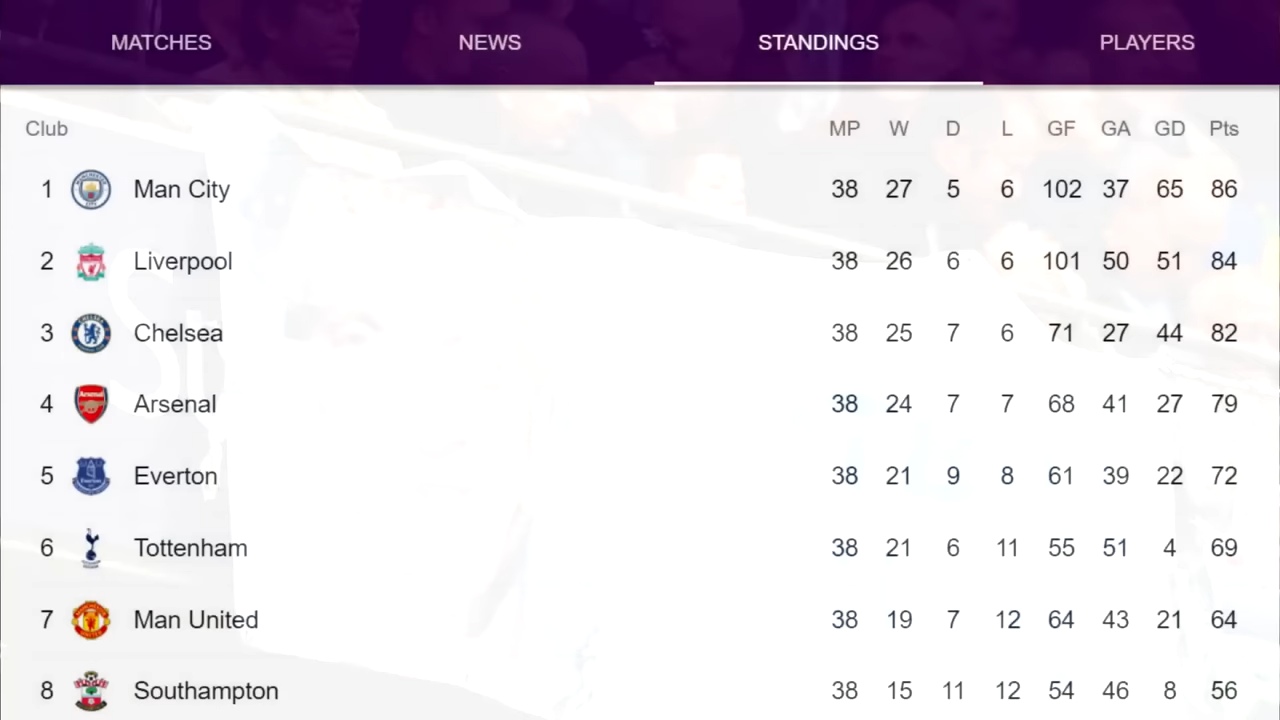 MATCHES NEWS STANDINGS PLAYERS
Club MP W D L GF GA GD Pts
1 Man City 38 27 5 6 102 37 65 86
2 Liverpool 38 26 6 6 101 50 51 84
3 Chelsea 38 25 7 6 71 27 44 82
4 Arsenal 38 24 7 7 68 41 27 79
5 Everton 38 21 9 8 61 39 22 72
6 Tottenham 38 21 6 11 55 51 4 69
7 Man United 38 19 7 12 64 43 21 64
8 Southampton 38 15 11 12 54 46 8 56